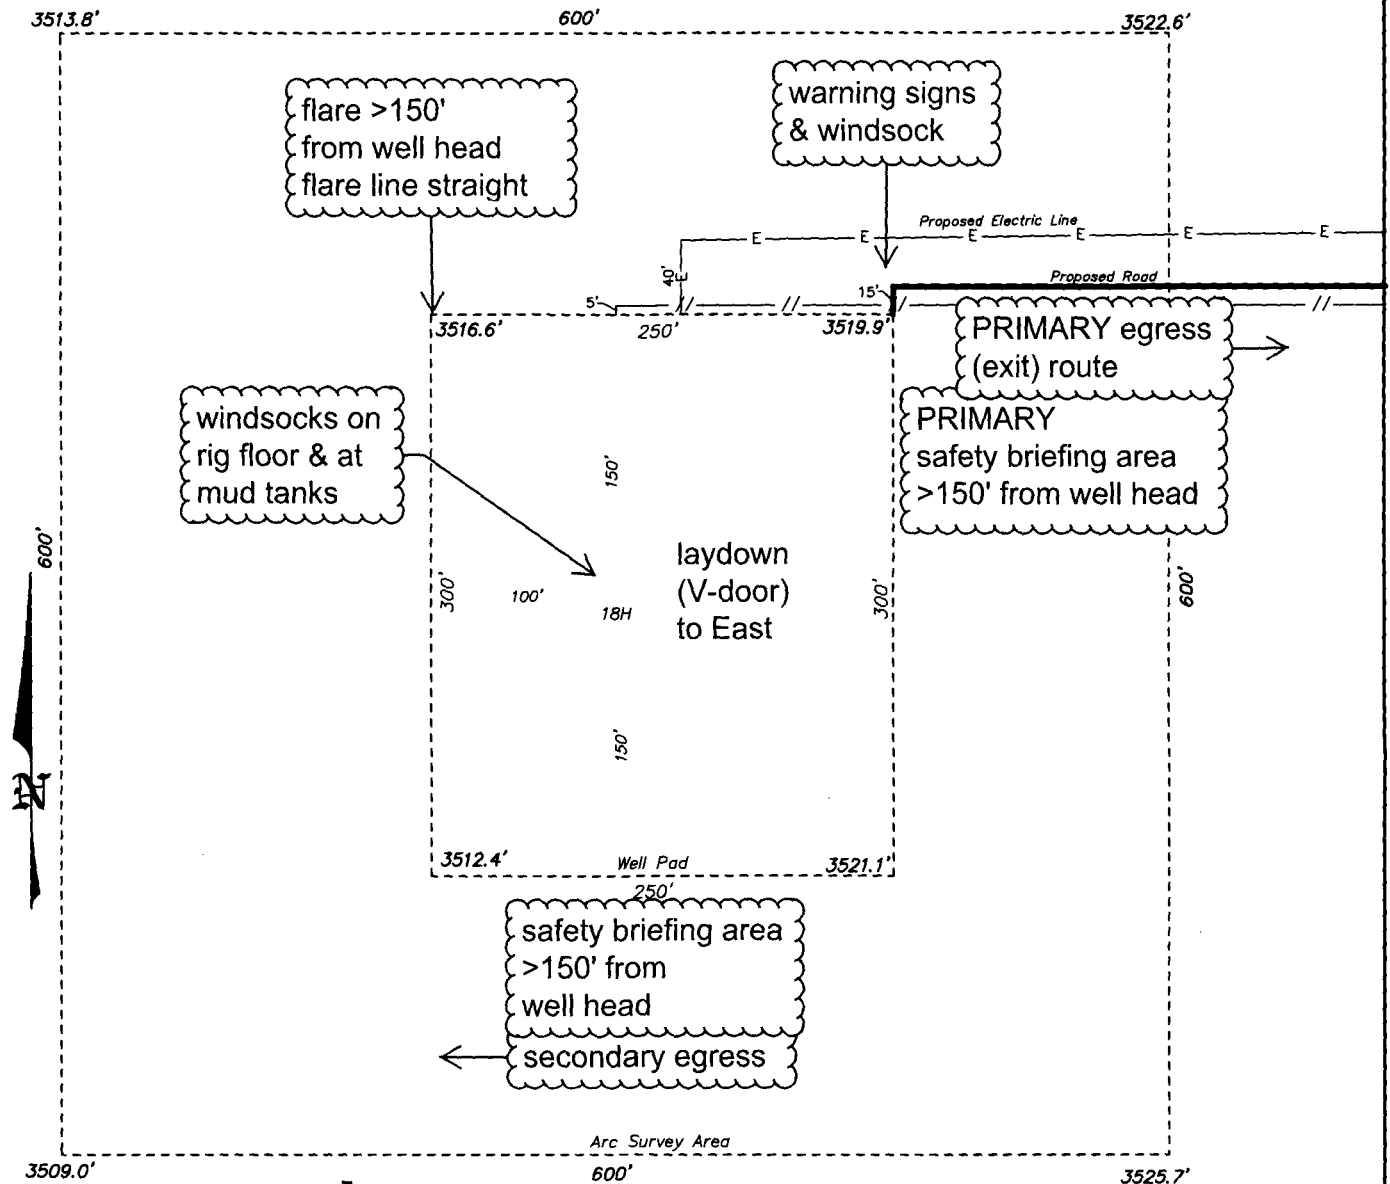 3513.8'
600'
3522.6'
flare >150'
from well head
flare line straight
warning signs
& windsock
Proposed Electric Line
E
E
E
E
E
E
E
40'
Proposed Road
15'
5'
3516.6'
250'
3519.9'
PRIMARY egress
(exit) route
windsocks on
rig floor & at
mud tanks
PRIMARY
safety briefing area
>150' from well head
150'
laydown
(V-door)
to East
600'
300'
100'
18H
300'
600'
150'
N
3512.4'
Well Pad
3521.1'
250'
safety briefing area
>150' from
well head
secondary egress
Arc Survey Area
3509.0'
600'
3525.7'